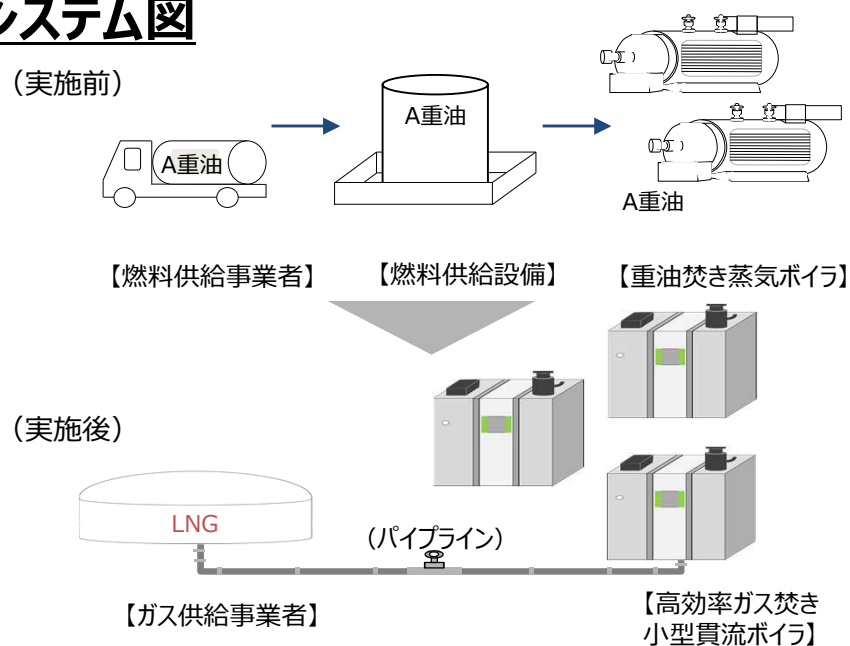 システム図
（実施前）
A重油
A重油
A重油
【燃料供給事業者】
【燃料供給設備】
【重油焚き蒸気ボイラ】
（実施後）
LNG
（パイプライン）
【ガス供給事業者】
【高効率ガス焚き
小型貫流ボイラ】